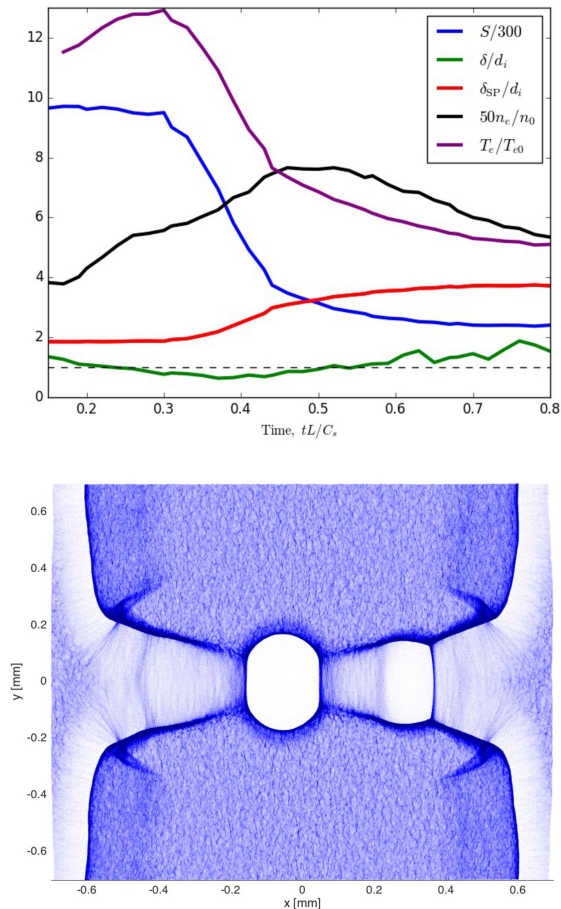 12
10
8
6
4
2
0
S/300
δ/d_i
δ_SP/d_i
50n_e/n_0
T_e/T_e0
0.2 0.3 0.4 0.5 0.6 0.7 0.8
Time, tL/C_s
0.6
0.4
0.2
0
-0.2
-0.4
-0.6
y [mm]
-0.6 -0.4 -0.2 0 0.2 0.4 0.6
x [mm]